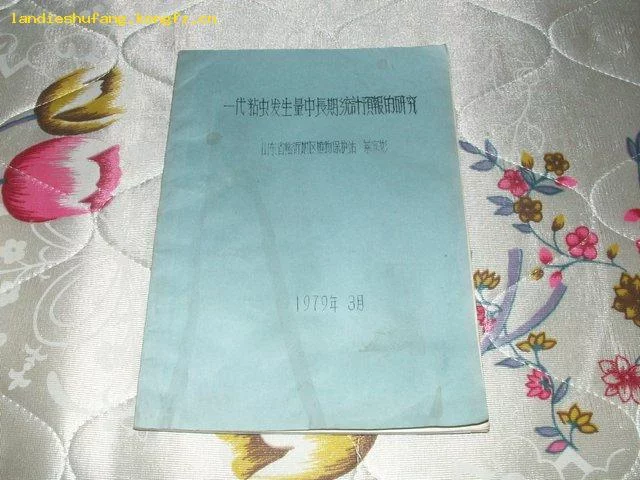 landieshufang.kongfz.cn
一代粘虫发生量中長期統計預報的研究
山东省临沂地区植物保护站
1979年 3月